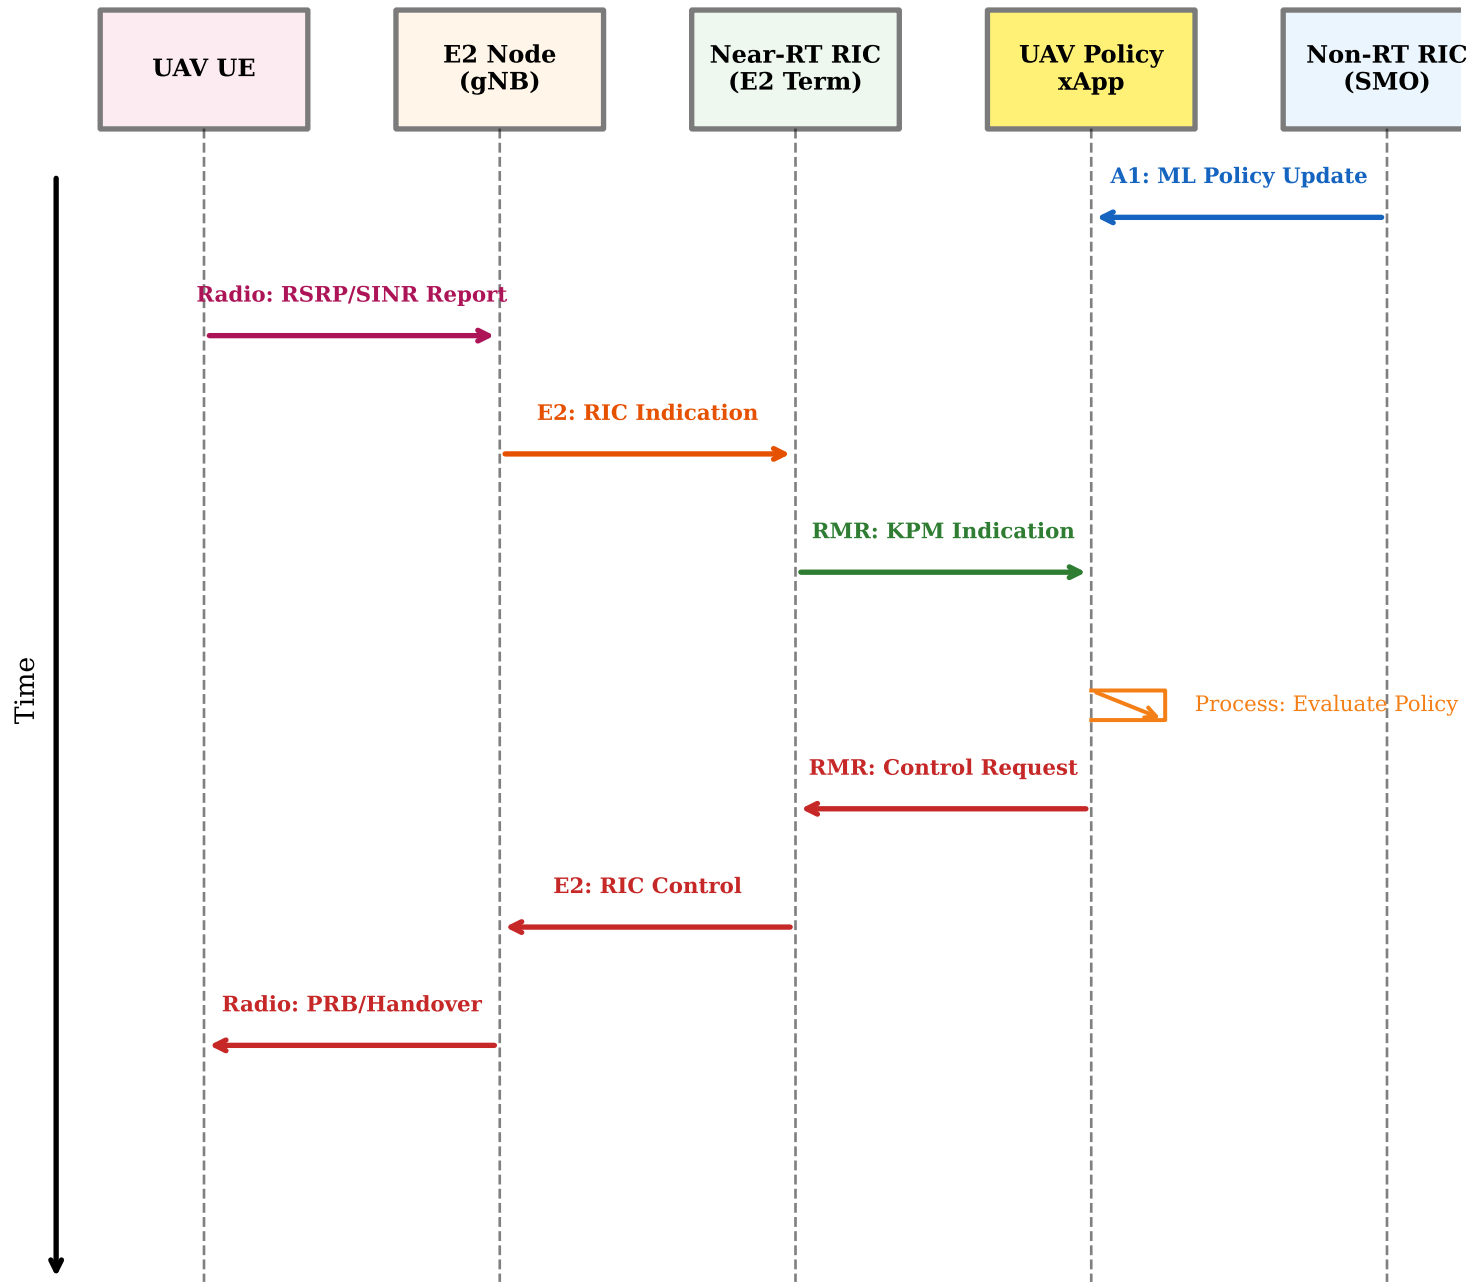 UAV UE
E2 Node
(gNB)
Near-RT RIC
(E2 Term)
UAV Policy
xApp
Non-RT RIC
(SMO)
A1: ML Policy Update
Radio: RSRP/SINR Report
E2: RIC Indication
RMR: KPM Indication
Time
Process: Evaluate Policy
RMR: Control Request
E2: RIC Control
Radio: PRB/Handover